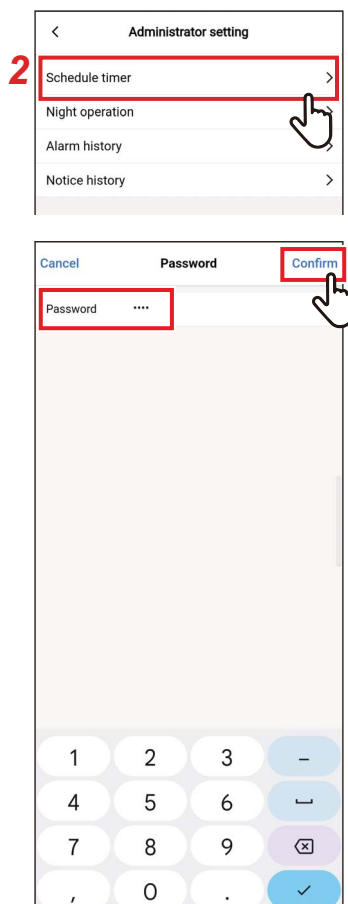 Administrator setting
2
Schedule timer
Night operation
Alarm history
Notice history
Cancel Password Confirm
Password ••••
1 2 3 –
4 5 6
7 8 9
, 0 .